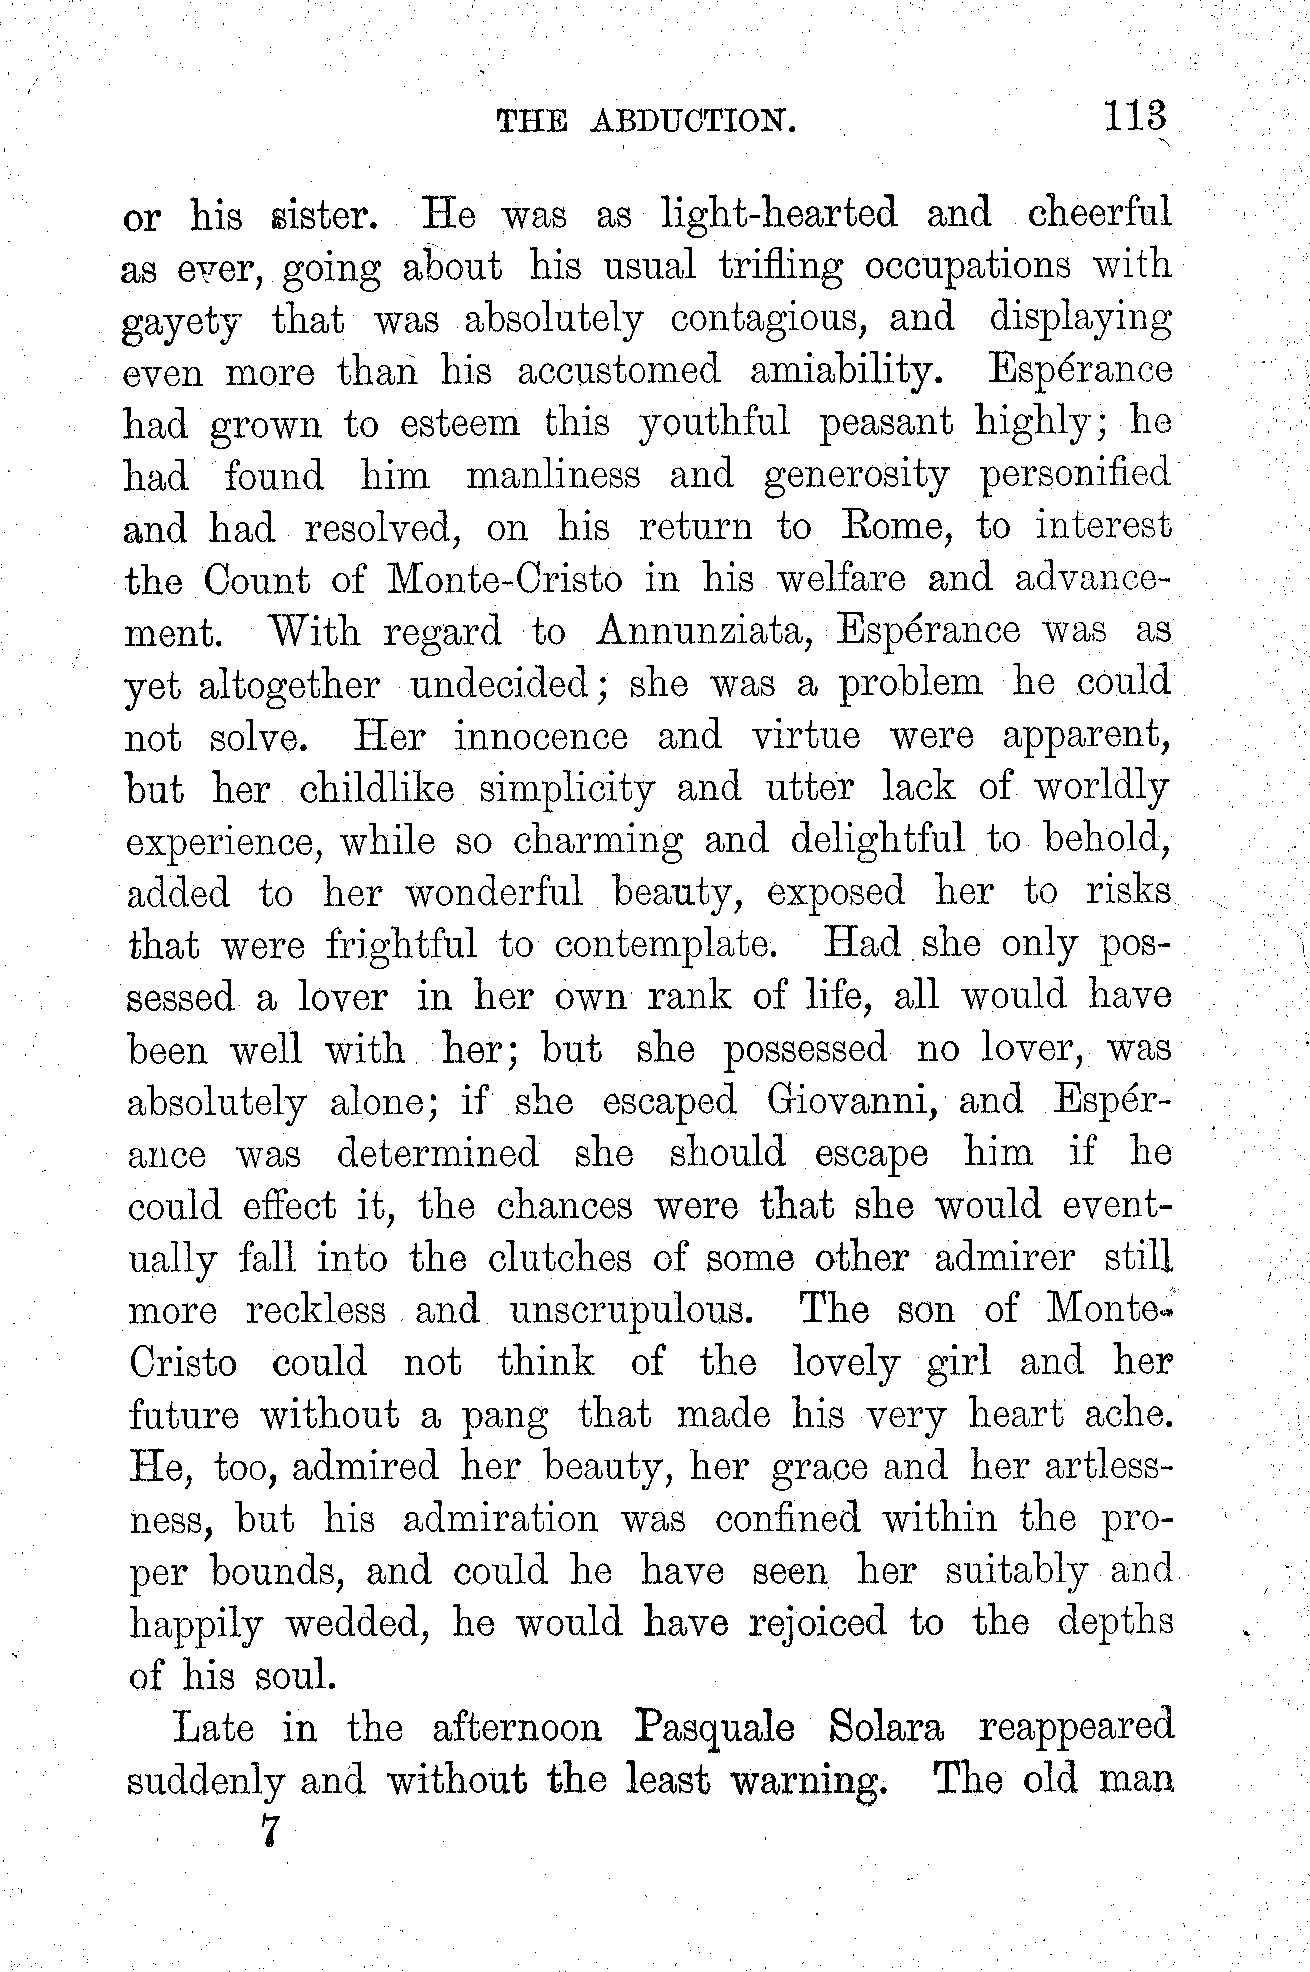 THE ABDUCTION. 113
or his sister. He was as light-hearted and cheerful
as ever, going about his usual trifling occupations with
gayety that was absolutely contagious, and displaying
even more than his accustomed amiability. Espérance
had grown to esteem this youthful peasant highly; he
had found him manliness and generosity personified
and had resolved, on his return to Rome, to interest
the Count of Monte-Cristo in his welfare and advance-
ment. With regard to Annunziata, Espérance was as
yet altogether undecided; she was a problem he could
not solve. Her innocence and virtue were apparent,
but her childlike simplicity and utter lack of worldly
experience, while so charming and delightful to behold,
added to her wonderful beauty, exposed her to risks
that were frightful to contemplate. Had she only pos-
sessed a lover in her own rank of life, all would have
been well with her; but she possessed no lover, was
absolutely alone; if she escaped Giovanni, and Espér-
ance was determined she should escape him if he
could effect it, the chances were that she would event-
ually fall into the clutches of some other admirer still
more reckless and unscrupulous. The son of Monte-
Cristo could not think of the lovely girl and her
future without a pang that made his very heart ache.
He, too, admired her beauty, her grace and her artless-
ness, but his admiration was confined within the pro-
per bounds, and could he have seen her suitably and
happily wedded, he would have rejoiced to the depths
of his soul.
Late in the afternoon Pasquale Solara reappeared
suddenly and without the least warning. The old man
7